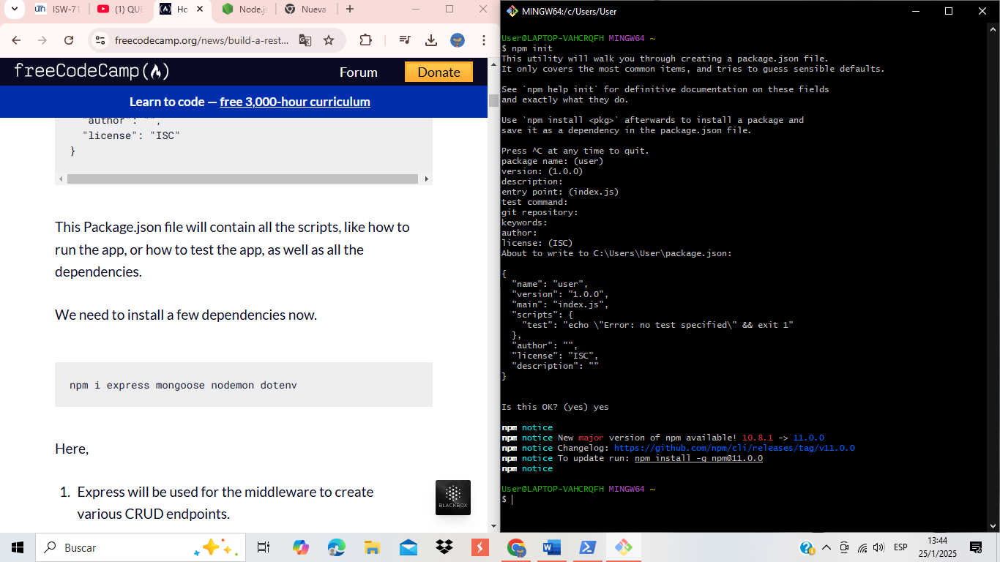 ISW-71
(1) QUE
Ho
Node.js
Nueva
freecodecamp.org/news/build-a-rest...
freeCodeCamp
Forum
Donate
Learn to code — free 3,000-hour curriculum
"author": "",
"license": "ISC"
}
This Package.json file will contain all the scripts, like how to
run the app, or how to test the app, as well as all the
dependencies.
We need to install a few dependencies now.
npm i express mongoose nodemon dotenv
Here,
1. Express will be used for the middleware to create
various CRUD endpoints.
BLACKBOX
MINGW64:/c/Users/User
User@LAPTOP-VAHCRQFH MINGW64 ~
$ npm init
This utility will walk you through creating a package.json file.
It only covers the most common items, and tries to guess sensible defaults.
See `npm help init` for definitive documentation on these fields
and exactly what they do.
Use `npm install <pkg>` afterwards to install a package and
save it as a dependency in the package.json file.
Press ^C at any time to quit.
package name: (user)
version: (1.0.0)
description:
entry point: (index.js)
test command:
git repository:
keywords:
author:
license: (ISC)
About to write to C:\Users\User\package.json:
{
"name": "user",
"version": "1.0.0",
"main": "index.js",
"scripts": {
"test": "echo \"Error: no test specified\" && exit 1"
},
"author": "",
"license": "ISC",
"description": ""
}
Is this OK? (yes) yes
npm notice
npm notice New major version of npm available! 10.8.1 -> 11.0.0
npm notice Changelog: https://github.com/npm/cli/releases/tag/v11.0.0
npm notice To update run: npm install -g npm@11.0.0
npm notice
User@LAPTOP-VAHCRQFH MINGW64 ~
$
Buscar
ESP
13:44
25/1/2025